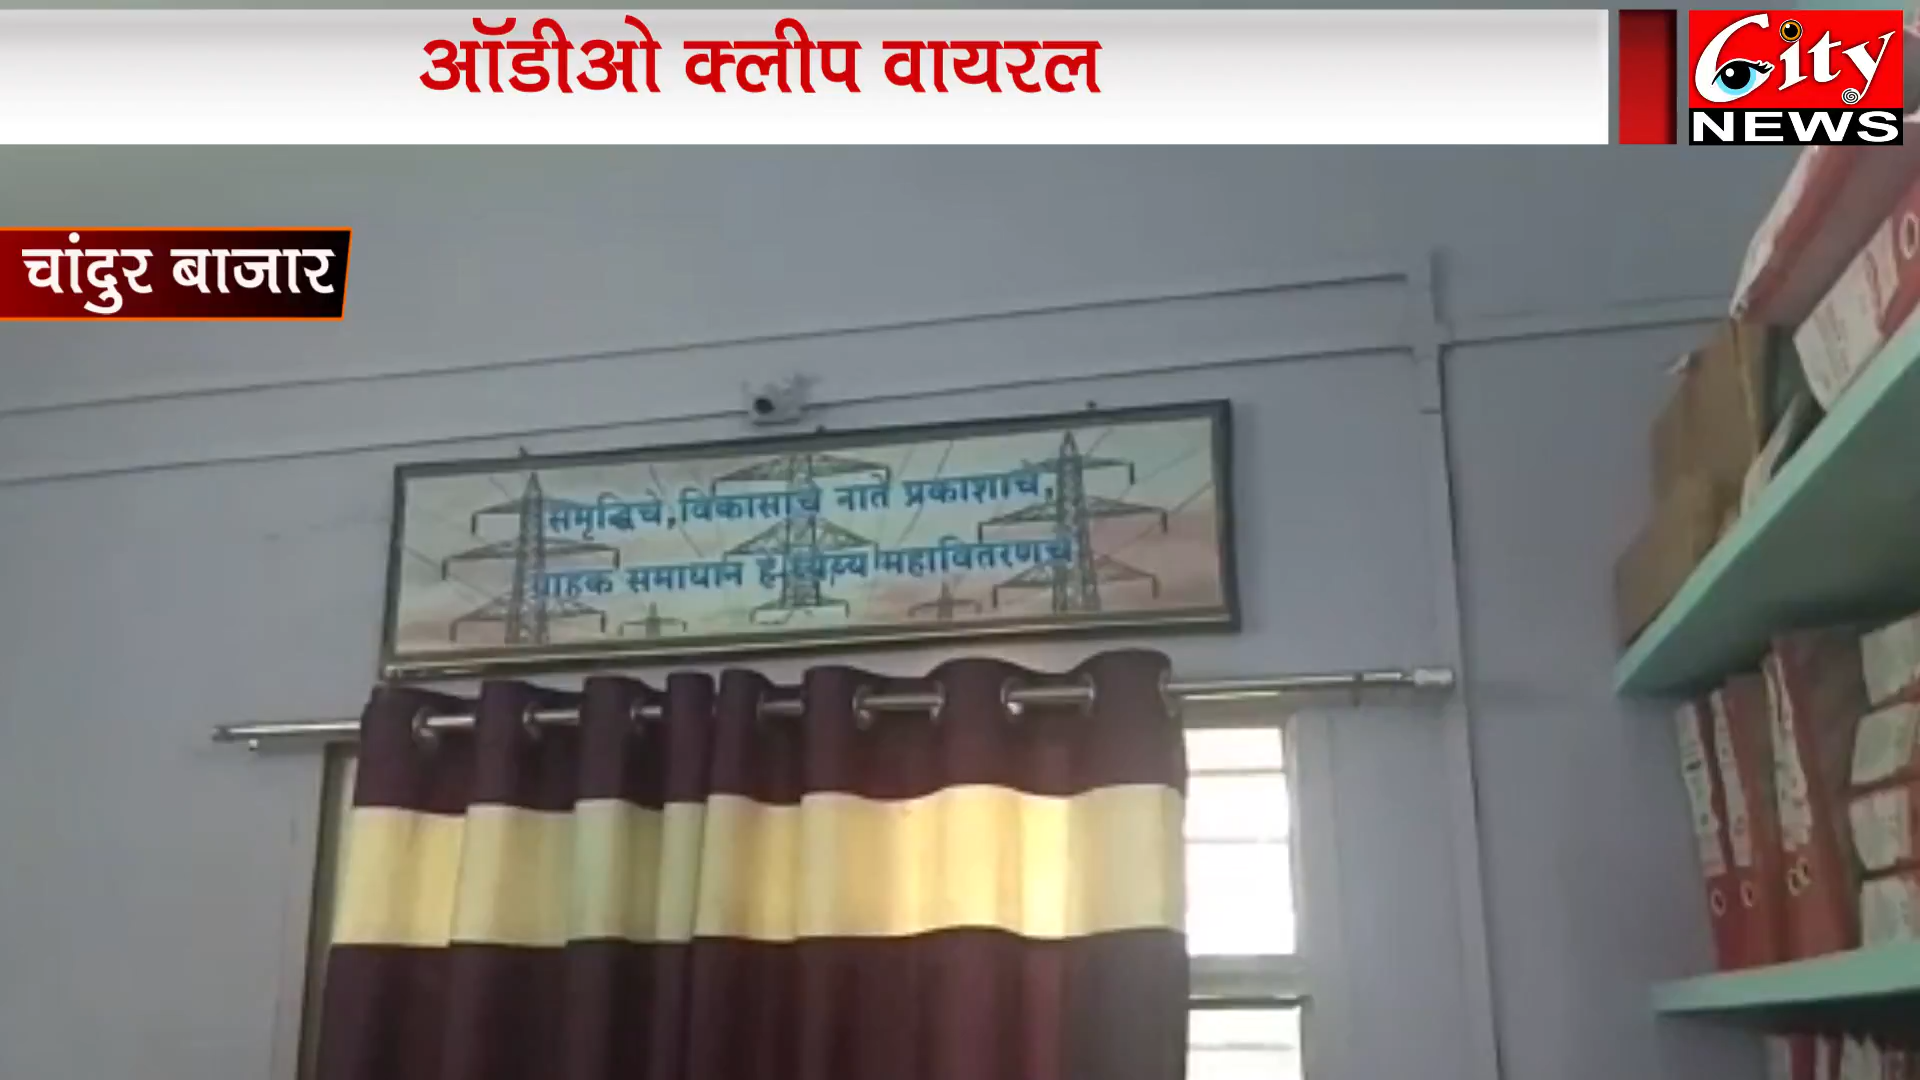 ऑडीओ क्लीप वायरल
City
NEWS
चांदुर बाजार
समृद्धिचे,विकासाचे नाते प्रकाशाचे,
ग्राहक समाधान हे ध्येय्य महावितरणचे